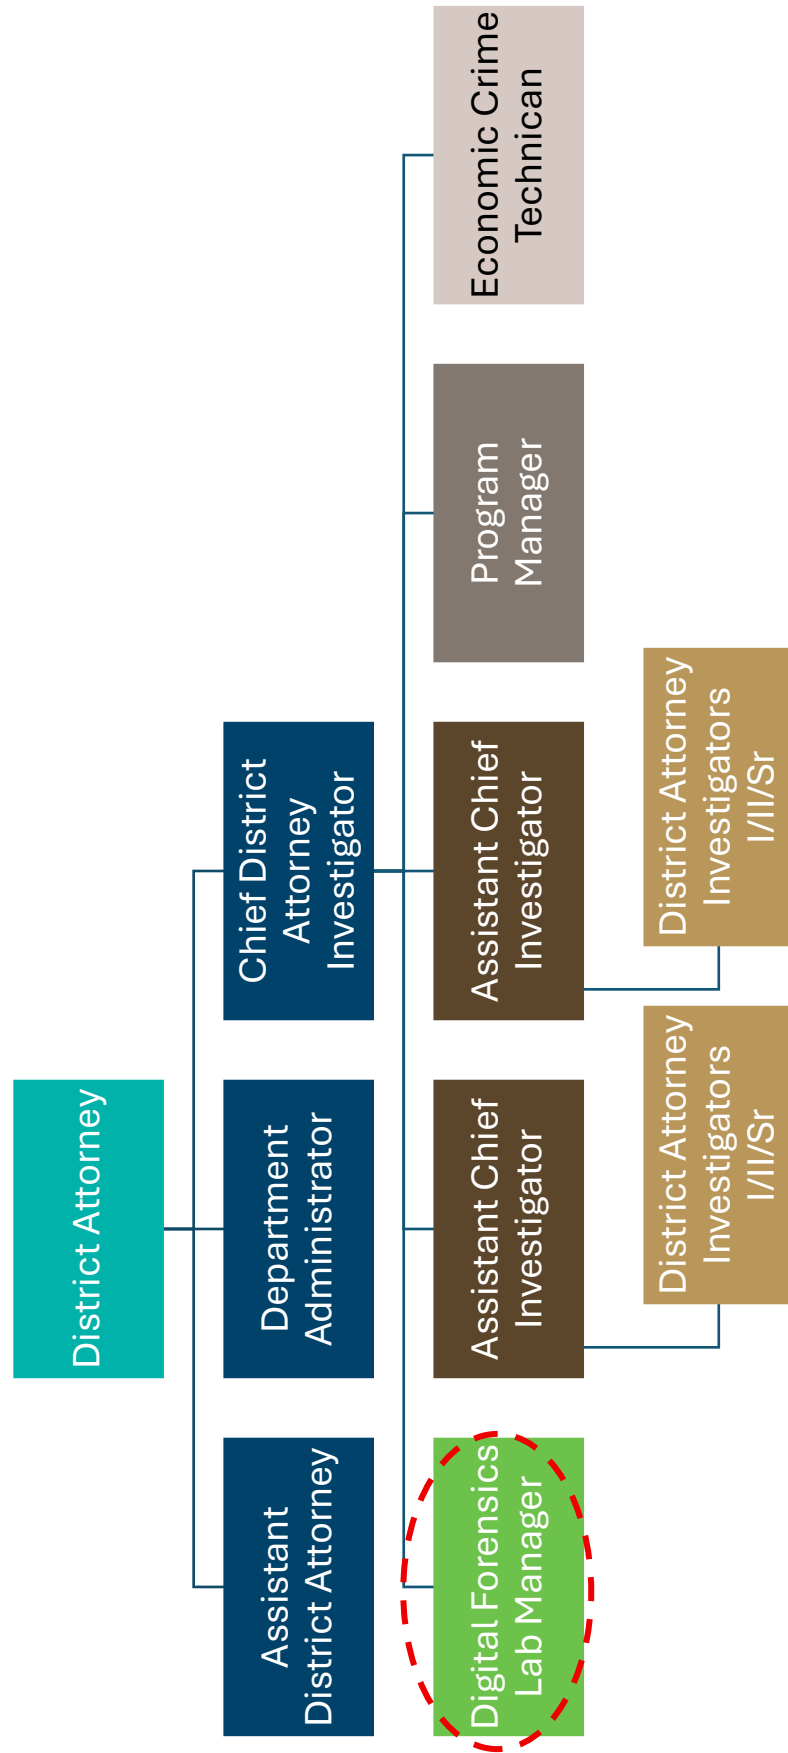 District Attorney
Assistant
District Attorney
Department
Administrator
Chief District
Attorney
Investigator
Digital Forensics
Lab Manager
Assistant Chief
Investigator
Assistant Chief
Investigator
Program
Manager
Economic Crime
Technican
District Attorney
Investigators
I/II/Sr
District Attorney
Investigators
I/II/Sr